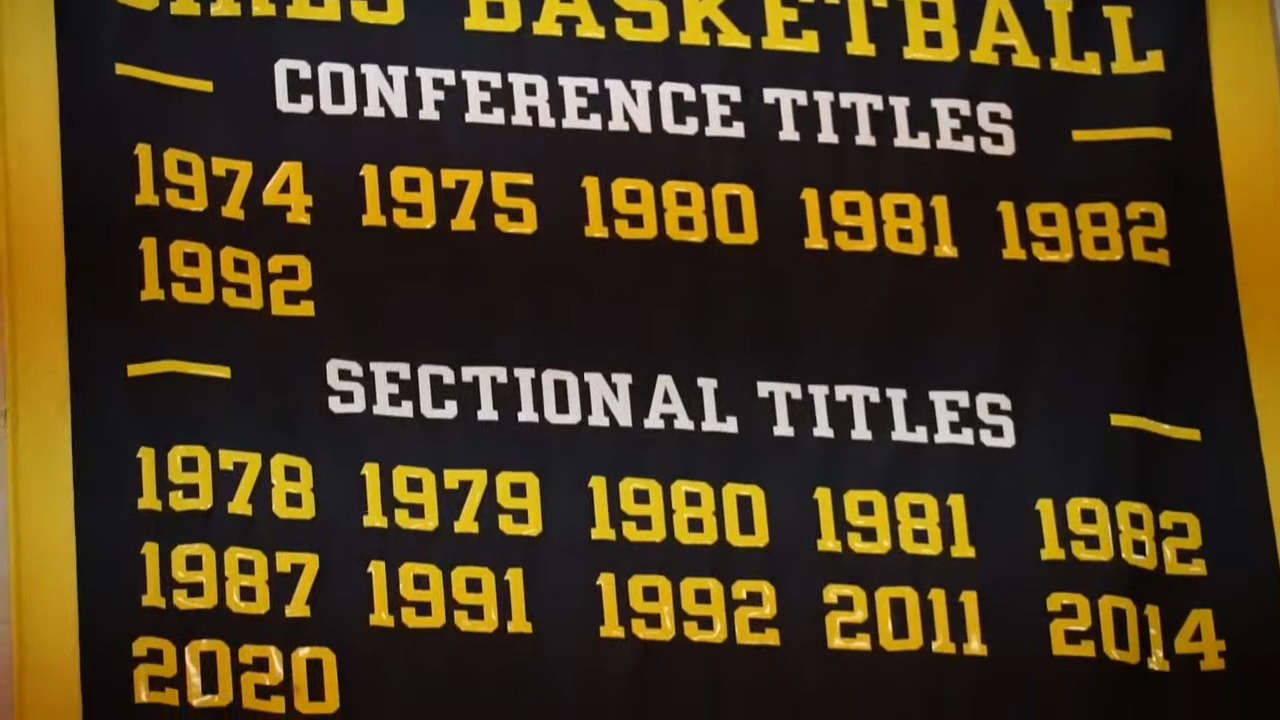 GIRLS BASKETBALL
CONFERENCE TITLES
1974 1975 1980 1981 1982
1992
SECTIONAL TITLES
1978 1979 1980 1981 1982
1987 1991 1992 2011 2014
2020